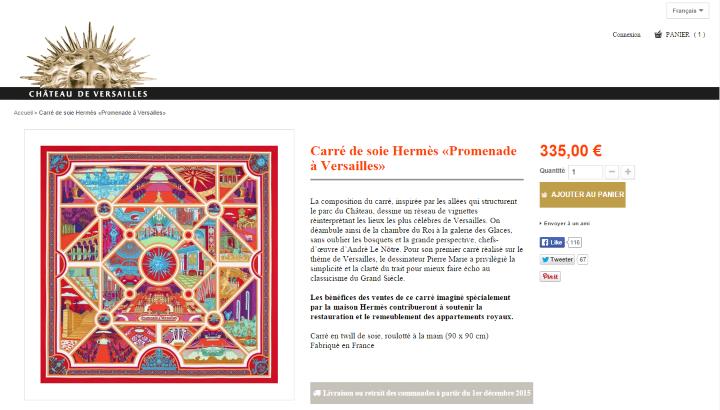 Français
Connexion
PANIER ( 1 )
CHÂTEAU DE VERSAILLES
Accueil » Carré de soie Hermès «Promenade à Versailles»
Carré de soie Hermès «Promenade
à Versailles»
La composition du carré, inspirée par les allées qui structurent
le parc du Château, dessine un réseau de vignettes
réinterprétant les lieux les plus célèbres de Versailles. On
déambule ainsi de la chambre du Roi à la galerie des Glaces,
sans oublier les bosquets et la grande perspective, chefs-
d'œuvre d'André Le Nôtre. Pour son premier carré réalisé sur le
thème de Versailles, le dessinateur Pierre Marie a privilégié la
simplicité et la clarté du trait pour mieux faire écho au
classicisme du Grand Siècle.
Les bénéfices des ventes de ce carré imaginé spécialement
par la maison Hermès contribueront à soutenir la
restauration et le remeublement des appartements royaux.
Carré en twill de soie, roulotté à la main (90 x 90 cm)
Fabriqué en France
Livraison ou retrait des commandes à partir du 1er décembre 2015
335,00 €
Quantité 1
AJOUTER AU PANIER
Envoyer à un ami
Like 116
Tweeter 67
Pinit